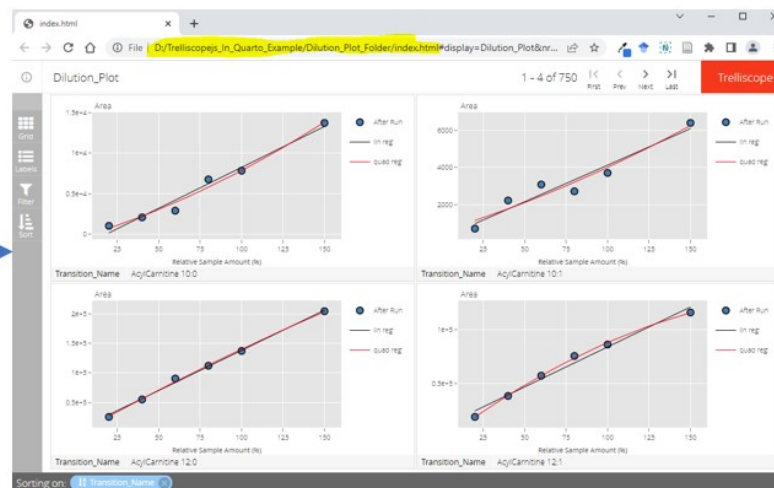 index.html
File D:/Trelliscopejs_In_Quarto_Example/Dilution_Plot_Folder/index.html#display=Dilution_Plot&nr...
Dilution_Plot 1 - 4 of 750 First Prev Next Last Trelliscope
Grid
Labels
Filter
Sort
Area
1.5e+4
1e+4
0.5e+4
0
25 50 75 100 125 150
Relative Sample Amount (%)
After Run
lin reg
quad reg
Transition_Name AcylCarnitine 10:0
Area
6000
4000
2000
25 50 75 100 125 150
Relative Sample Amount (%)
After Run
lin reg
quad reg
Transition_Name AcylCarnitine 10:1
Area
2e+5
1.5e+5
1e+5
0.5e+5
25 50 75 100 125 150
Relative Sample Amount (%)
After Run
lin reg
quad reg
Transition_Name AcylCarnitine 12:0
Area
1e+5
0.5e+5
25 50 75 100 125 150
Relative Sample Amount (%)
After Run
lin reg
quad reg
Transition_Name AcylCarnitine 12:1
Sorting on: Transition_Name